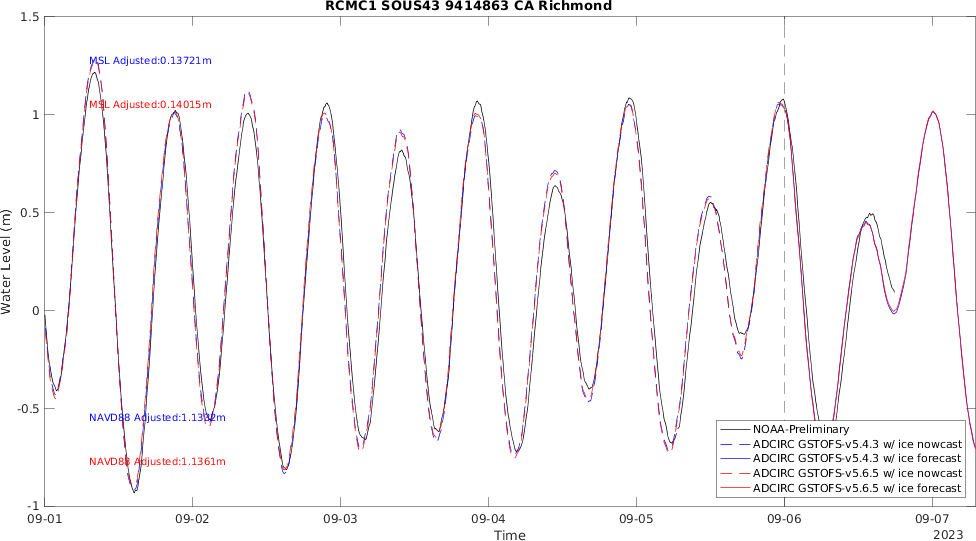 RCMC1 SOUS43 9414863 CA Richmond
1.5
MSL Adjusted:0.13721m
1
MSL Adjusted:0.14015m
0.5
Water Level (m)
0
-0.5
NAVD88 Adjusted:1.1332m
NAVD88 Adjusted:1.1361m
NOAA-Preliminary
ADCIRC GSTOFS-v5.4.3 w/ ice nowcast
ADCIRC GSTOFS-v5.4.3 w/ ice forecast
ADCIRC GSTOFS-v5.6.5 w/ ice nowcast
ADCIRC GSTOFS-v5.6.5 w/ ice forecast
-1
09-01 09-02 09-03 09-04 09-05 09-06 09-07
Time
2023